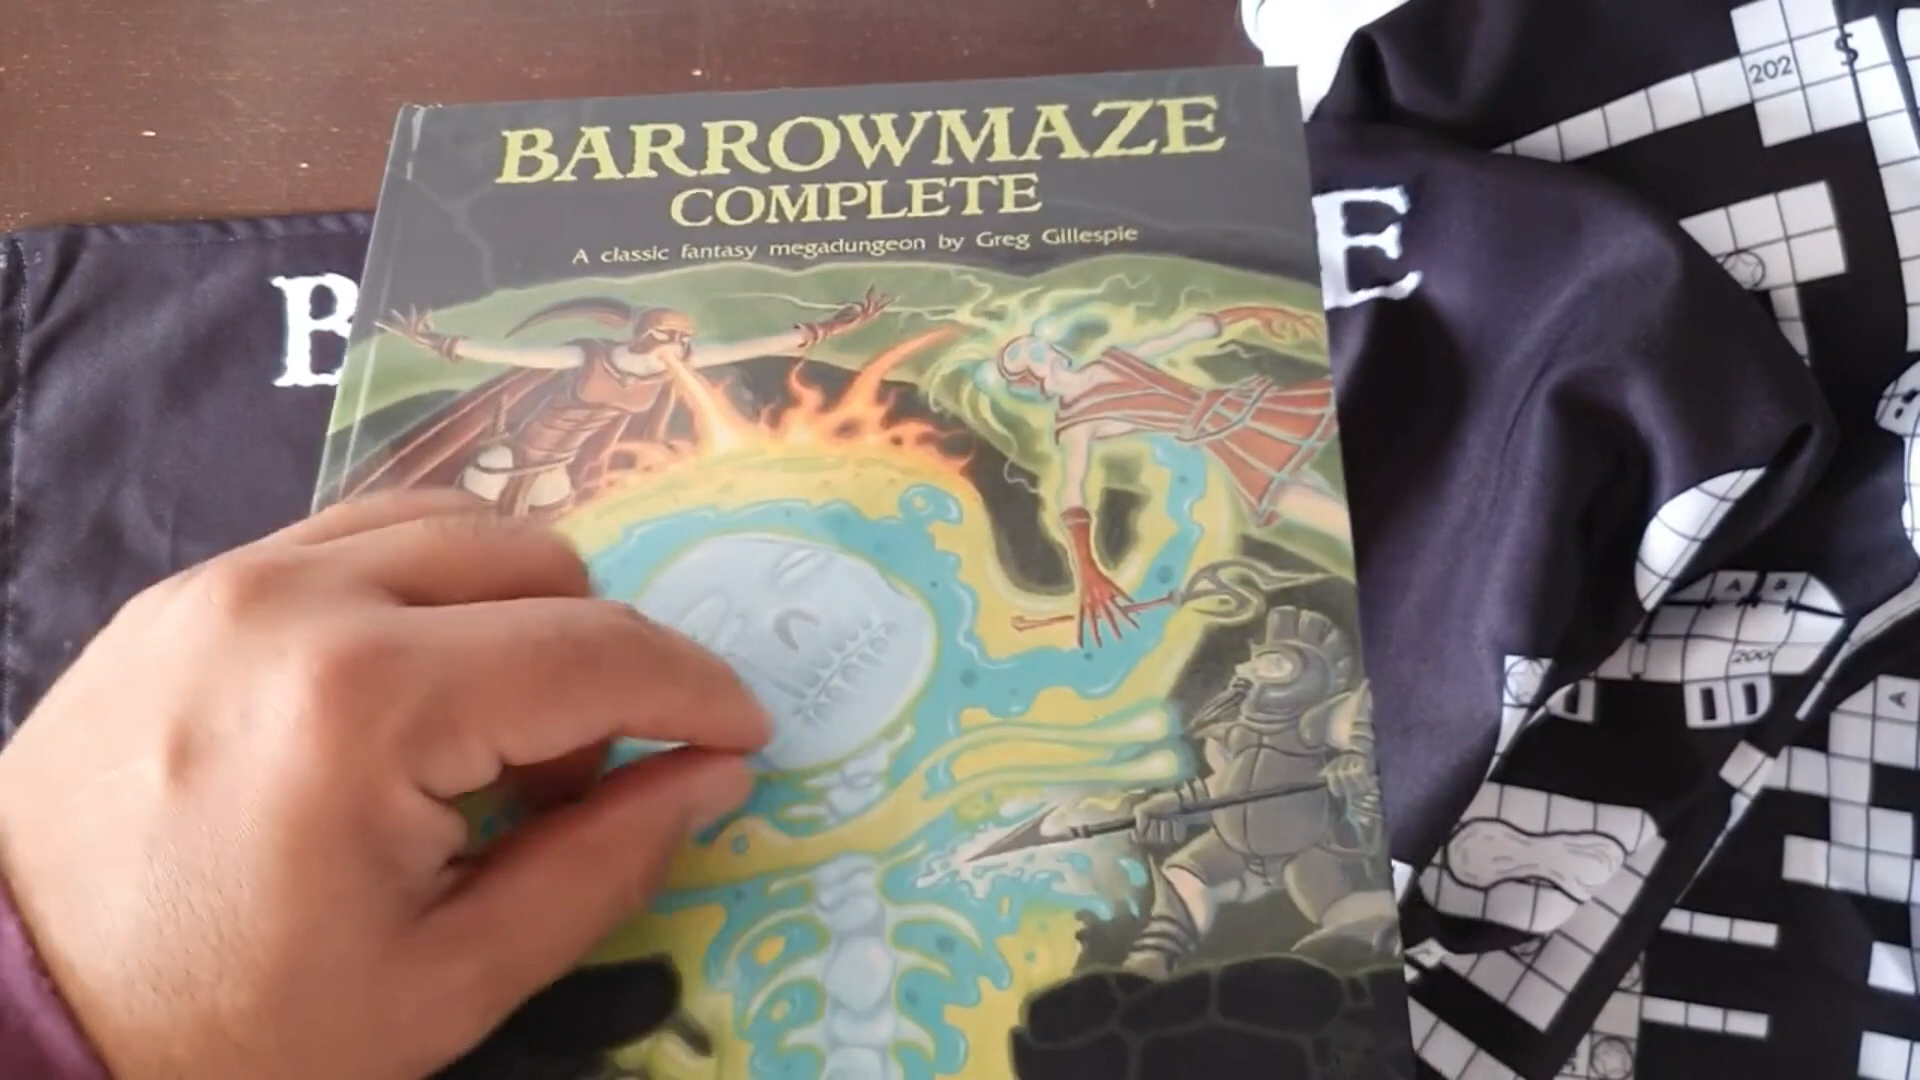 BARROWMAZE
COMPLETE
A classic fantasy megadungeon by Greg Gillespie
B
E
202
S
A B
200
A